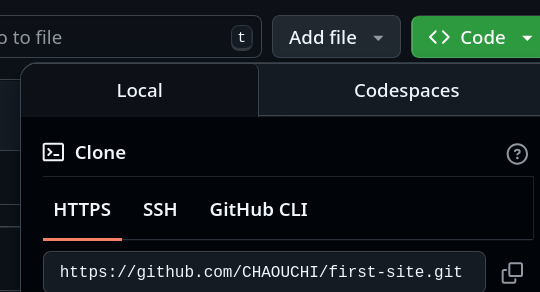 o to file t Add file <> Code
Local Codespaces
Clone ?
HTTPS SSH GitHub CLI
https://github.com/CHAOUCHI/first-site.git